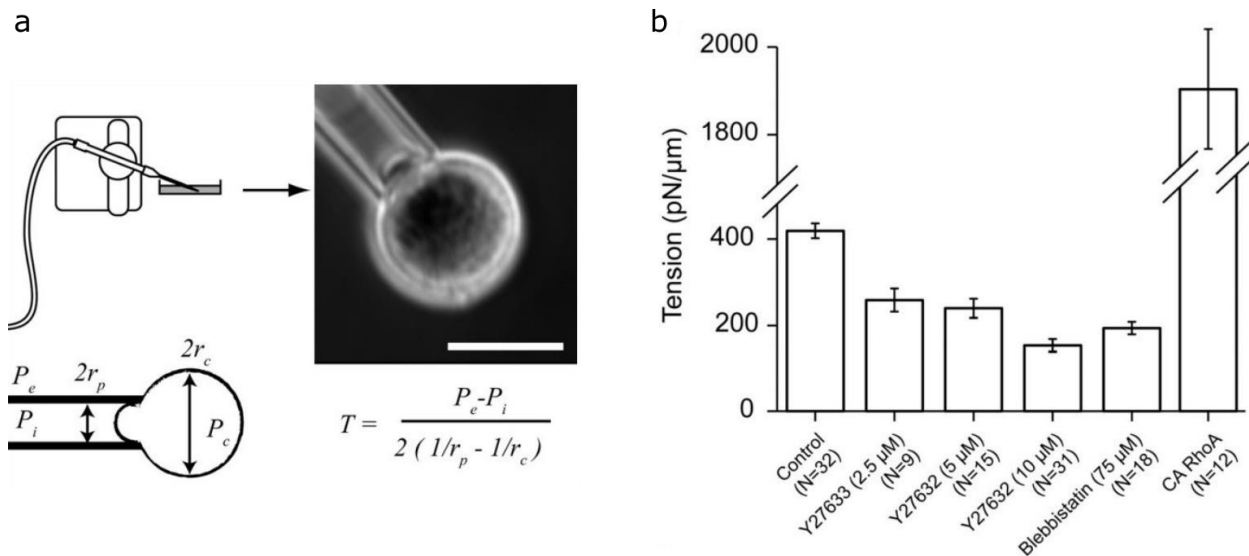 a
2r_c
P_e
2r_p
P_i
P_c
T = P_e-P_i / 2 ( 1/r_p - 1/r_c )
b
Tension (pN/μm)
2000
1800
400
200
0
Control
(N=32)
Y27633 (2.5 μM)
(N=9)
Y27632 (5 μM)
(N=15)
Y27632 (10 μM)
(N=31)
Blebbistatin (75 μM)
(N=18)
CA RhoA
(N=12)